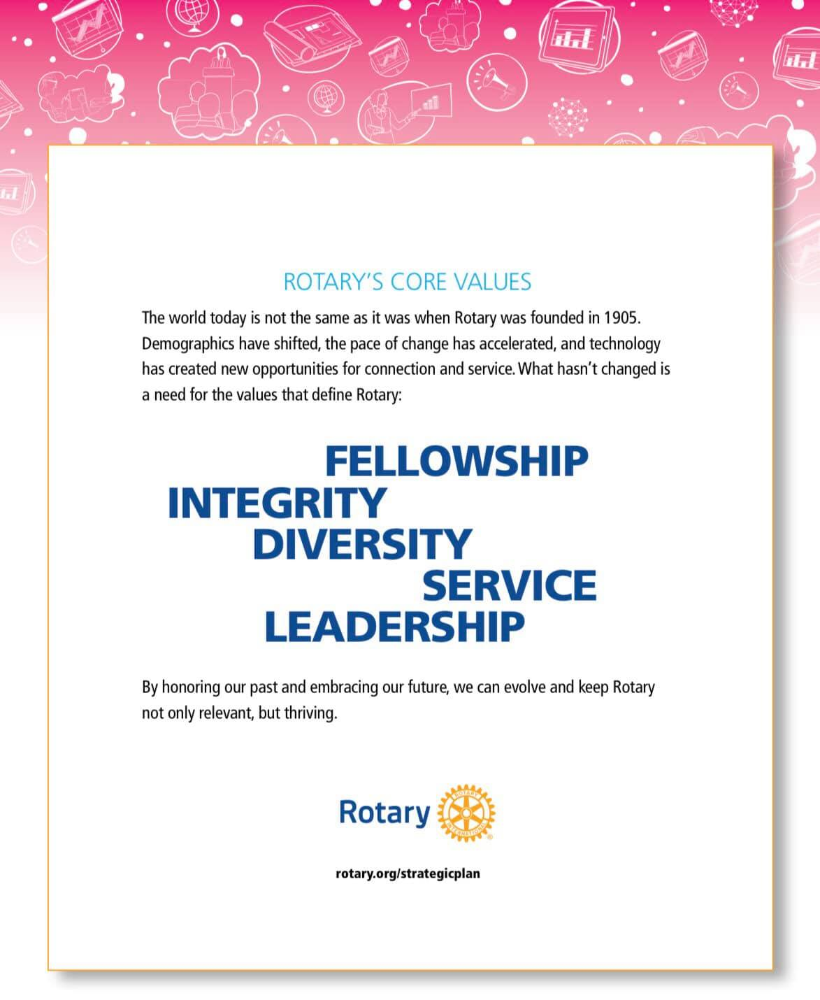 ROTARY’S CORE VALUES
The world today is not the same as it was when Rotary was founded in 1905.
Demographics have shifted, the pace of change has accelerated, and technology
has created new opportunities for connection and service. What hasn’t changed is
a need for the values that define Rotary:
FELLOWSHIP
INTEGRITY
DIVERSITY
SERVICE
LEADERSHIP
By honoring our past and embracing our future, we can evolve and keep Rotary
not only relevant, but thriving.
Rotary
ROTARY
INTERNATIONAL
®
rotary.org/strategicplan